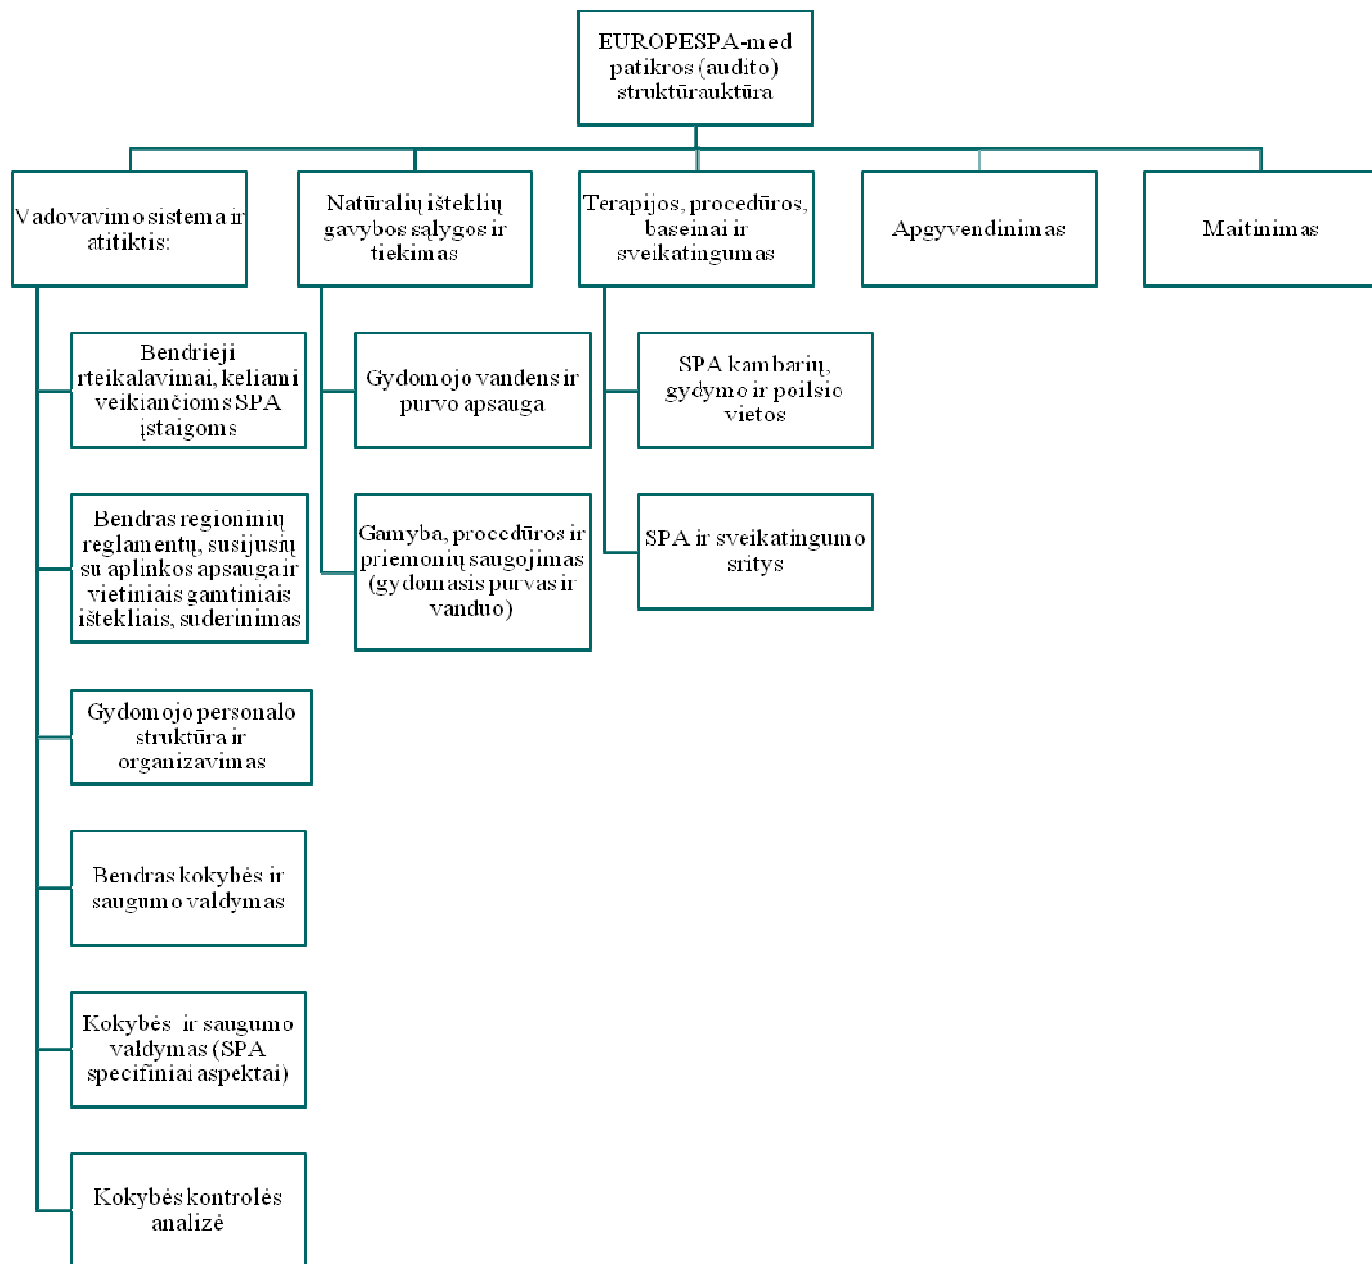 EUROPESPA-med
patikros (audito)
struktūrauktūra
Vadovavimo sistema ir
atitiktis:
Natūralių išteklių
gavybos sąlygos ir
tiekimas
Terapijos, procedūros,
baseinai ir
sveikatingumas
Apgyvendinimas
Maitinimas
Bendrieji
rteikalavimai, keliami
veikiančioms SPA
įstaigoms
Bendras regioninių
reglamentų, susijusių
su aplinkos apsauga ir
vietiniais gamtiniais
ištekliais, suderinimas
Gydomojo personalo
struktūra ir
organizavimas
Bendras kokybės ir
saugumo valdymas
Kokybės ir saugumo
valdymas (SPA
specifiniai aspektai)
Kokybės kontrolės
analizė
Gydomojo vandens ir
purvo apsauga
Gamyba, procedūros ir
priemonių saugojimas
(gydomasis purvas ir
vanduo)
SPA kambarių,
gydymo ir poilsio
vietos
SPA ir sveikatingumo
sritys